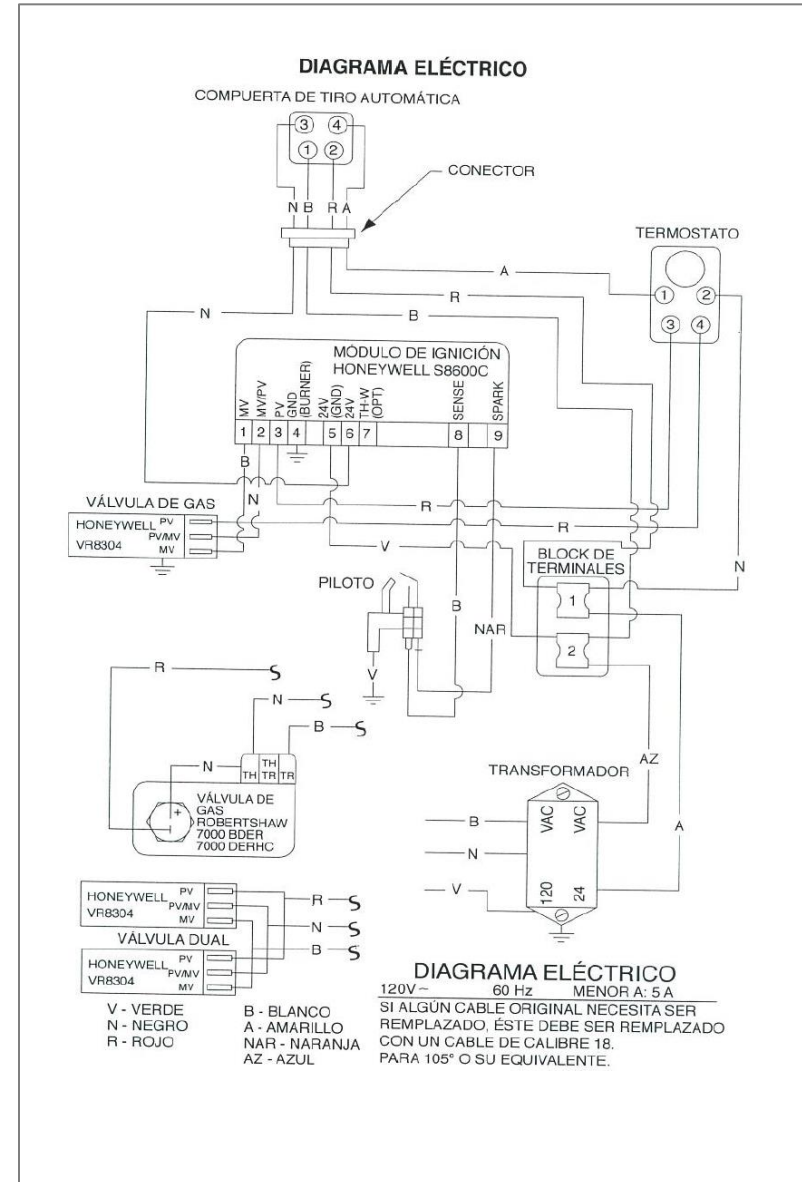 DIAGRAMA ELÉCTRICO
COMPUERTA DE TIRO AUTOMÁTICA
3 4
1 2
CONECTOR
N B R A
TERMOSTATO
A
1 2
R
N
B
3 4
MÓDULO DE IGNICIÓN
HONEYWELL S8600C
MV
MV/PV
PV
GND
(BURNER)
24V
(GND)
24V
TH-W
(OPT)
SENSE
SPARK
1 2 3 4 5 6 7 8 9
B
N
VÁLVULA DE GAS
R
HONEYWELL PV
PV/MV
VR8304
MV
R
V
BLOCK DE
TERMINALES
N
PILOTO
1
B
NAR
2
V
R
N
B
AZ
N
TH TH TR TR
TRANSFORMADOR
VÁLVULA DE
GAS
ROBERTSHAW
7000 BDER
7000 DERHC
+
B
N
V
VAC VAC
120 24
A
HONEYWELL PV
PV/MV
VR8304
MV
R
N
B
VÁLVULA DUAL
HONEYWELL PV
PV/MV
VR8304
MV
DIAGRAMA ELÉCTRICO
120V~ 60 Hz MENOR A: 5 A
SI ALGÚN CABLE ORIGINAL NECESITA SER
REMPLAZADO, ÉSTE DEBE SER REMPLAZADO
CON UN CABLE DE CALIBRE 18.
PARA 105° O SU EQUIVALENTE.
V - VERDE
N - NEGRO
R - ROJO
B - BLANCO
A - AMARILLO
NAR - NARANJA
AZ - AZUL